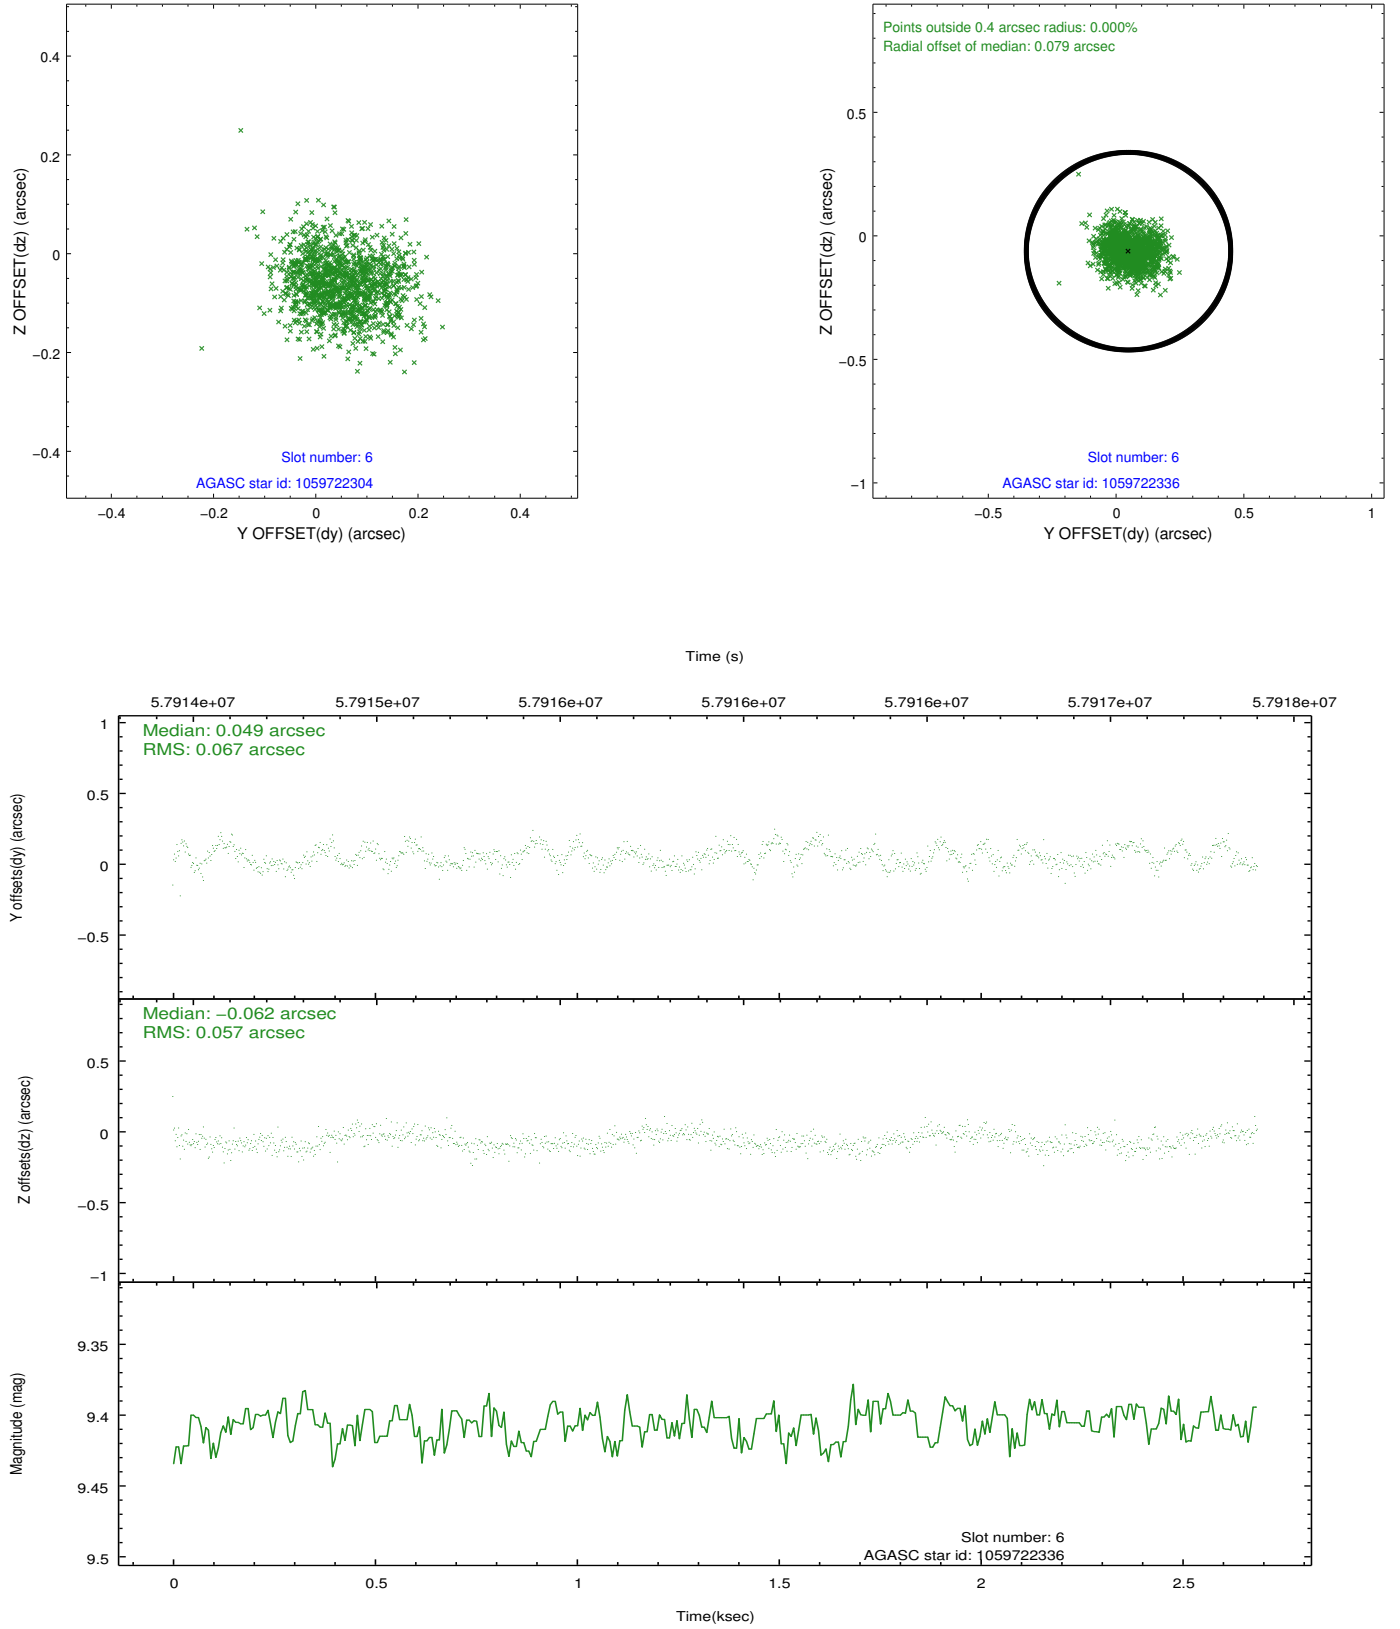 0.4
0.2
0
−0.2
−0.4
Z OFFSET(dz) (arcsec)
Slot number: 6
AGASC star id: 1059722304
−0.4 −0.2 0 0.2 0.4
Y OFFSET(dy) (arcsec)
Points outside 0.4 arcsec radius: 0.000%
Radial offset of median: 0.079 arcsec
0.5
0
−0.5
−1
Z OFFSET(dz) (arcsec)
Slot number: 6
AGASC star id: 1059722336
−0.5 0 0.5 1
Y OFFSET(dy) (arcsec)
Time (s)
5.7914e+07 5.7915e+07 5.7916e+07 5.7916e+07 5.7916e+07 5.7917e+07 5.7918e+07
Median: 0.049 arcsec
RMS: 0.067 arcsec
1
0.5
0
−0.5
Y offsets(dy) (arcsec)
Median: −0.062 arcsec
RMS: 0.057 arcsec
0.5
0
−0.5
−1
Z offsets(dz) (arcsec)
9.35
9.4
9.45
9.5
Magnitude (mag)
Slot number: 6
AGASC star id: 1059722336
0 0.5 1 1.5 2 2.5
Time(ksec)